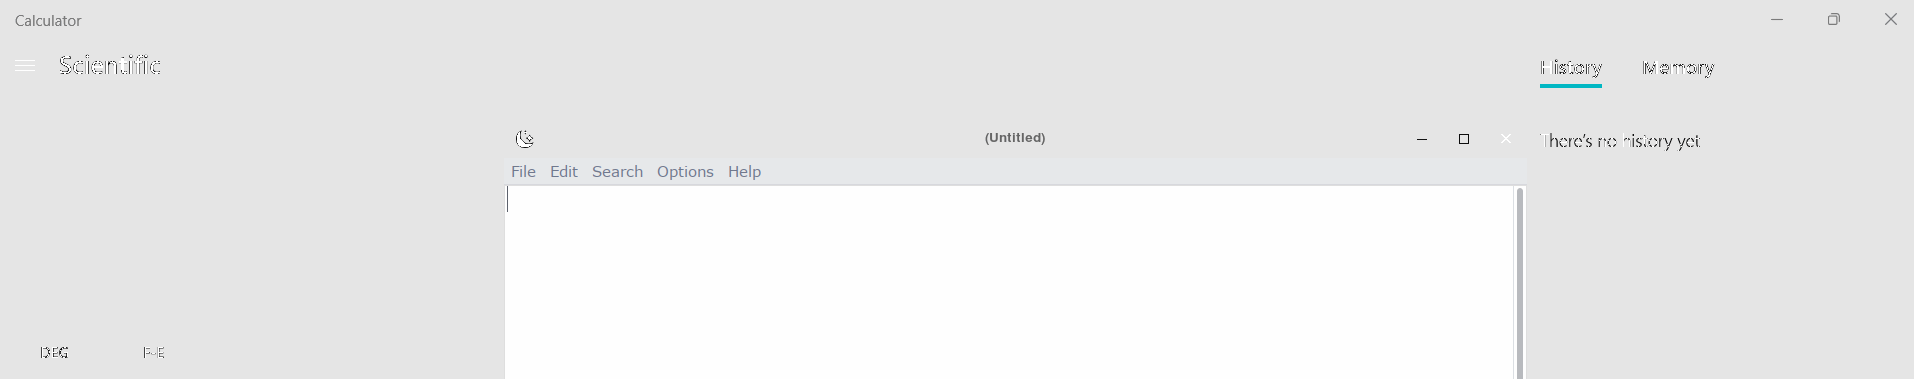 Calculator
Scientific
History Memory
(Untitled)
There's no history yet
File Edit Search Options Help
DEG F-E